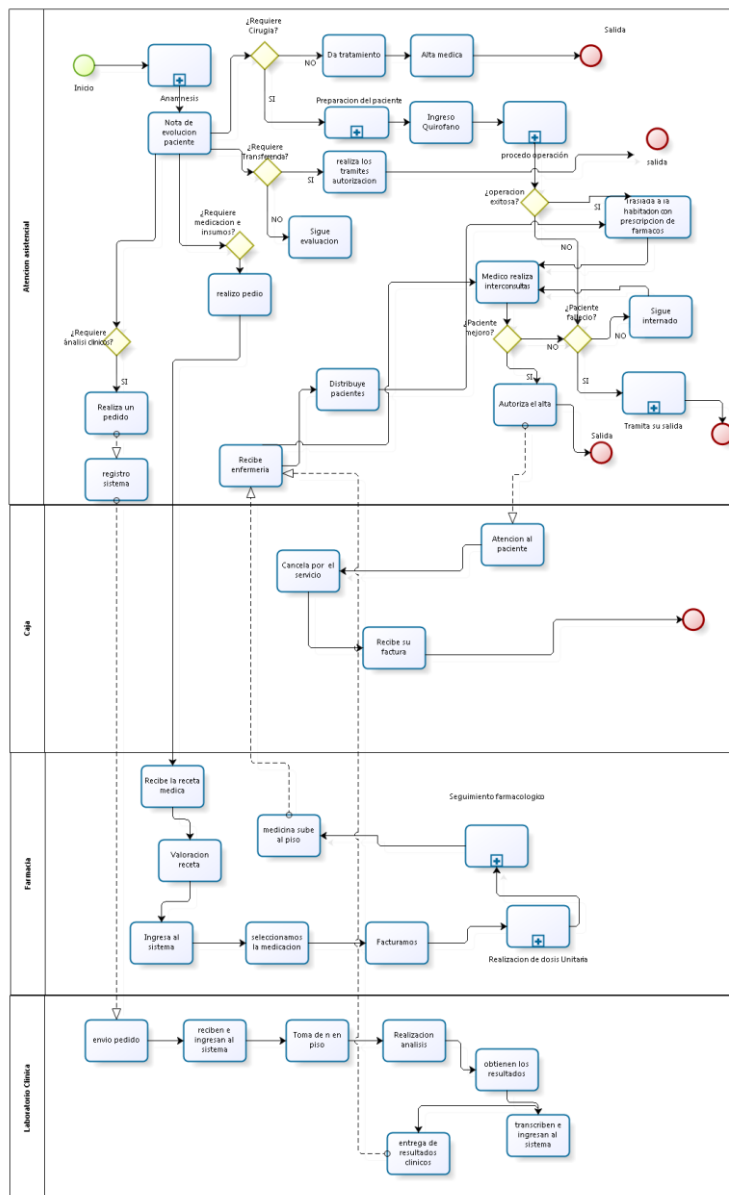 Atencion asistencial
Inicio
Anamnesis
Nota de
evolucion
paciente
¿Requiere
Cirugia?
NO
Da tratamiento
Alta medica
Salida
SI
Preparacion del paciente
Ingreso
Quirofano
procedo operación
salida
¿Requiere
Transferenda?
SI
realiza los
tramites
autorizacion
NO
Sigue
evaluacion
¿operacion
exitosa?
SI
Traslada a la
habitadon con
prescripcion de
farmacos
NO
¿Requiere
medicacion e
insumos?
realizo pedio
Medico realiza
interconsultas
¿Paciente
mejoro?
NO
¿Paciente
fallecio?
NO
Sigue
internado
¿Requiere
ánalisi clinicos?
SI
Realiza un
pedido
registro
sistema
Distribuye
pacientes
Recibe
enfermeria
SI
Autoriza el alta
SI
Tramita su salida
Salida
Caja
Atencion al
paciente
Cancela por el
servicio
Recibe su
factura
Farmacia
Recibe la receta
medica
Valoracion
receta
Ingresa al
sistema
seleccionamos
la medicacion
Facturamos
Realizacion de dosis Unitaria
Seguimiento farmacologico
medicina sube
al piso
Laboratorio Clinica
envio pedido
reciben e
ingresan al
sistema
Toma de n en
piso
Realizacion
analisis
obtienen los
resultados
transcriben e
ingresan al
sistema
entrega de
resultados
clinicos